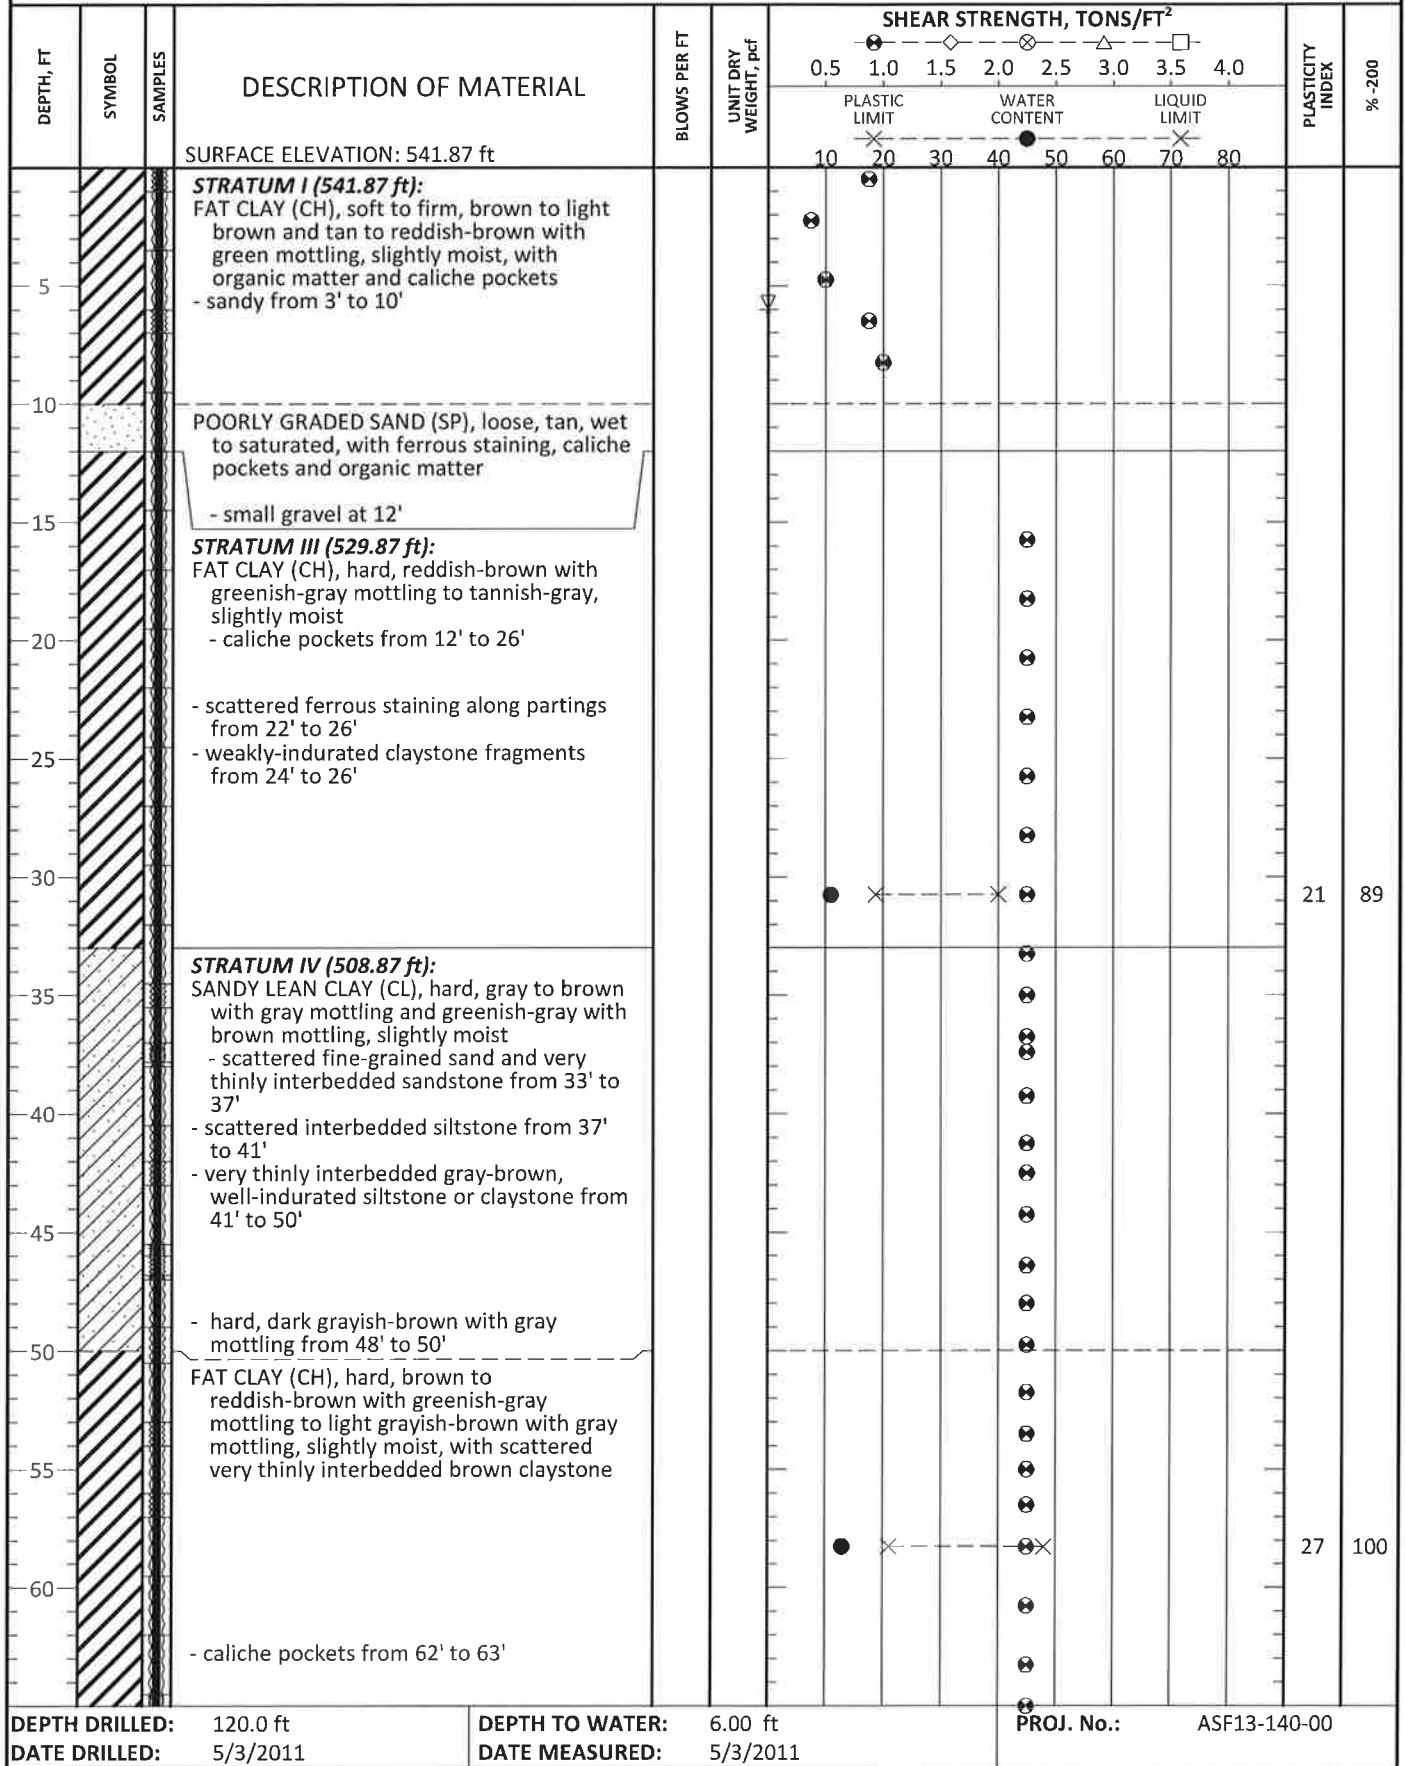 SHEAR STRENGTH, TONS/FT²
0.5 1.0 1.5 2.0 2.5 3.0 3.5 4.0
DEPTH, FT
SYMBOL
SAMPLES
DESCRIPTION OF MATERIAL
BLOWS PER FT
UNIT DRY
WEIGHT, pcf
PLASTIC
LIMIT
WATER
CONTENT
LIQUID
LIMIT
PLASTICITY
INDEX
% -200
SURFACE ELEVATION: 541.87 ft
10 20 30 40 50 60 70 80
STRATUM I (541.87 ft):
FAT CLAY (CH), soft to firm, brown to light
brown and tan to reddish-brown with
green mottling, slightly moist, with
organic matter and caliche pockets
5
- sandy from 3' to 10'
10
POORLY GRADED SAND (SP), loose, tan, wet
to saturated, with ferrous staining, caliche
pockets and organic matter
- small gravel at 12'
15
STRATUM III (529.87 ft):
FAT CLAY (CH), hard, reddish-brown with
greenish-gray mottling to tannish-gray,
slightly moist
- caliche pockets from 12' to 26'
20
- scattered ferrous staining along partings
from 22' to 26'
- weakly-indurated claystone fragments
from 24' to 26'
25
30
21 89
STRATUM IV (508.87 ft):
SANDY LEAN CLAY (CL), hard, gray to brown
35
with gray mottling and greenish-gray with
brown mottling, slightly moist
- scattered fine-grained sand and very
thinly interbedded sandstone from 33' to
37'
40
- scattered interbedded siltstone from 37'
to 41'
- very thinly interbedded gray-brown,
well-indurated siltstone or claystone from
41' to 50'
45
- hard, dark grayish-brown with gray
mottling from 48' to 50'
50
FAT CLAY (CH), hard, brown to
reddish-brown with greenish-gray
mottling to light grayish-brown with gray
mottling, slightly moist, with scattered
very thinly interbedded brown claystone
55
27 100
60
- caliche pockets from 62' to 63'
DEPTH DRILLED: 120.0 ft
DATE DRILLED: 5/3/2011
DEPTH TO WATER: 6.00 ft
DATE MEASURED: 5/3/2011
PROJ. No.: ASF13-140-00